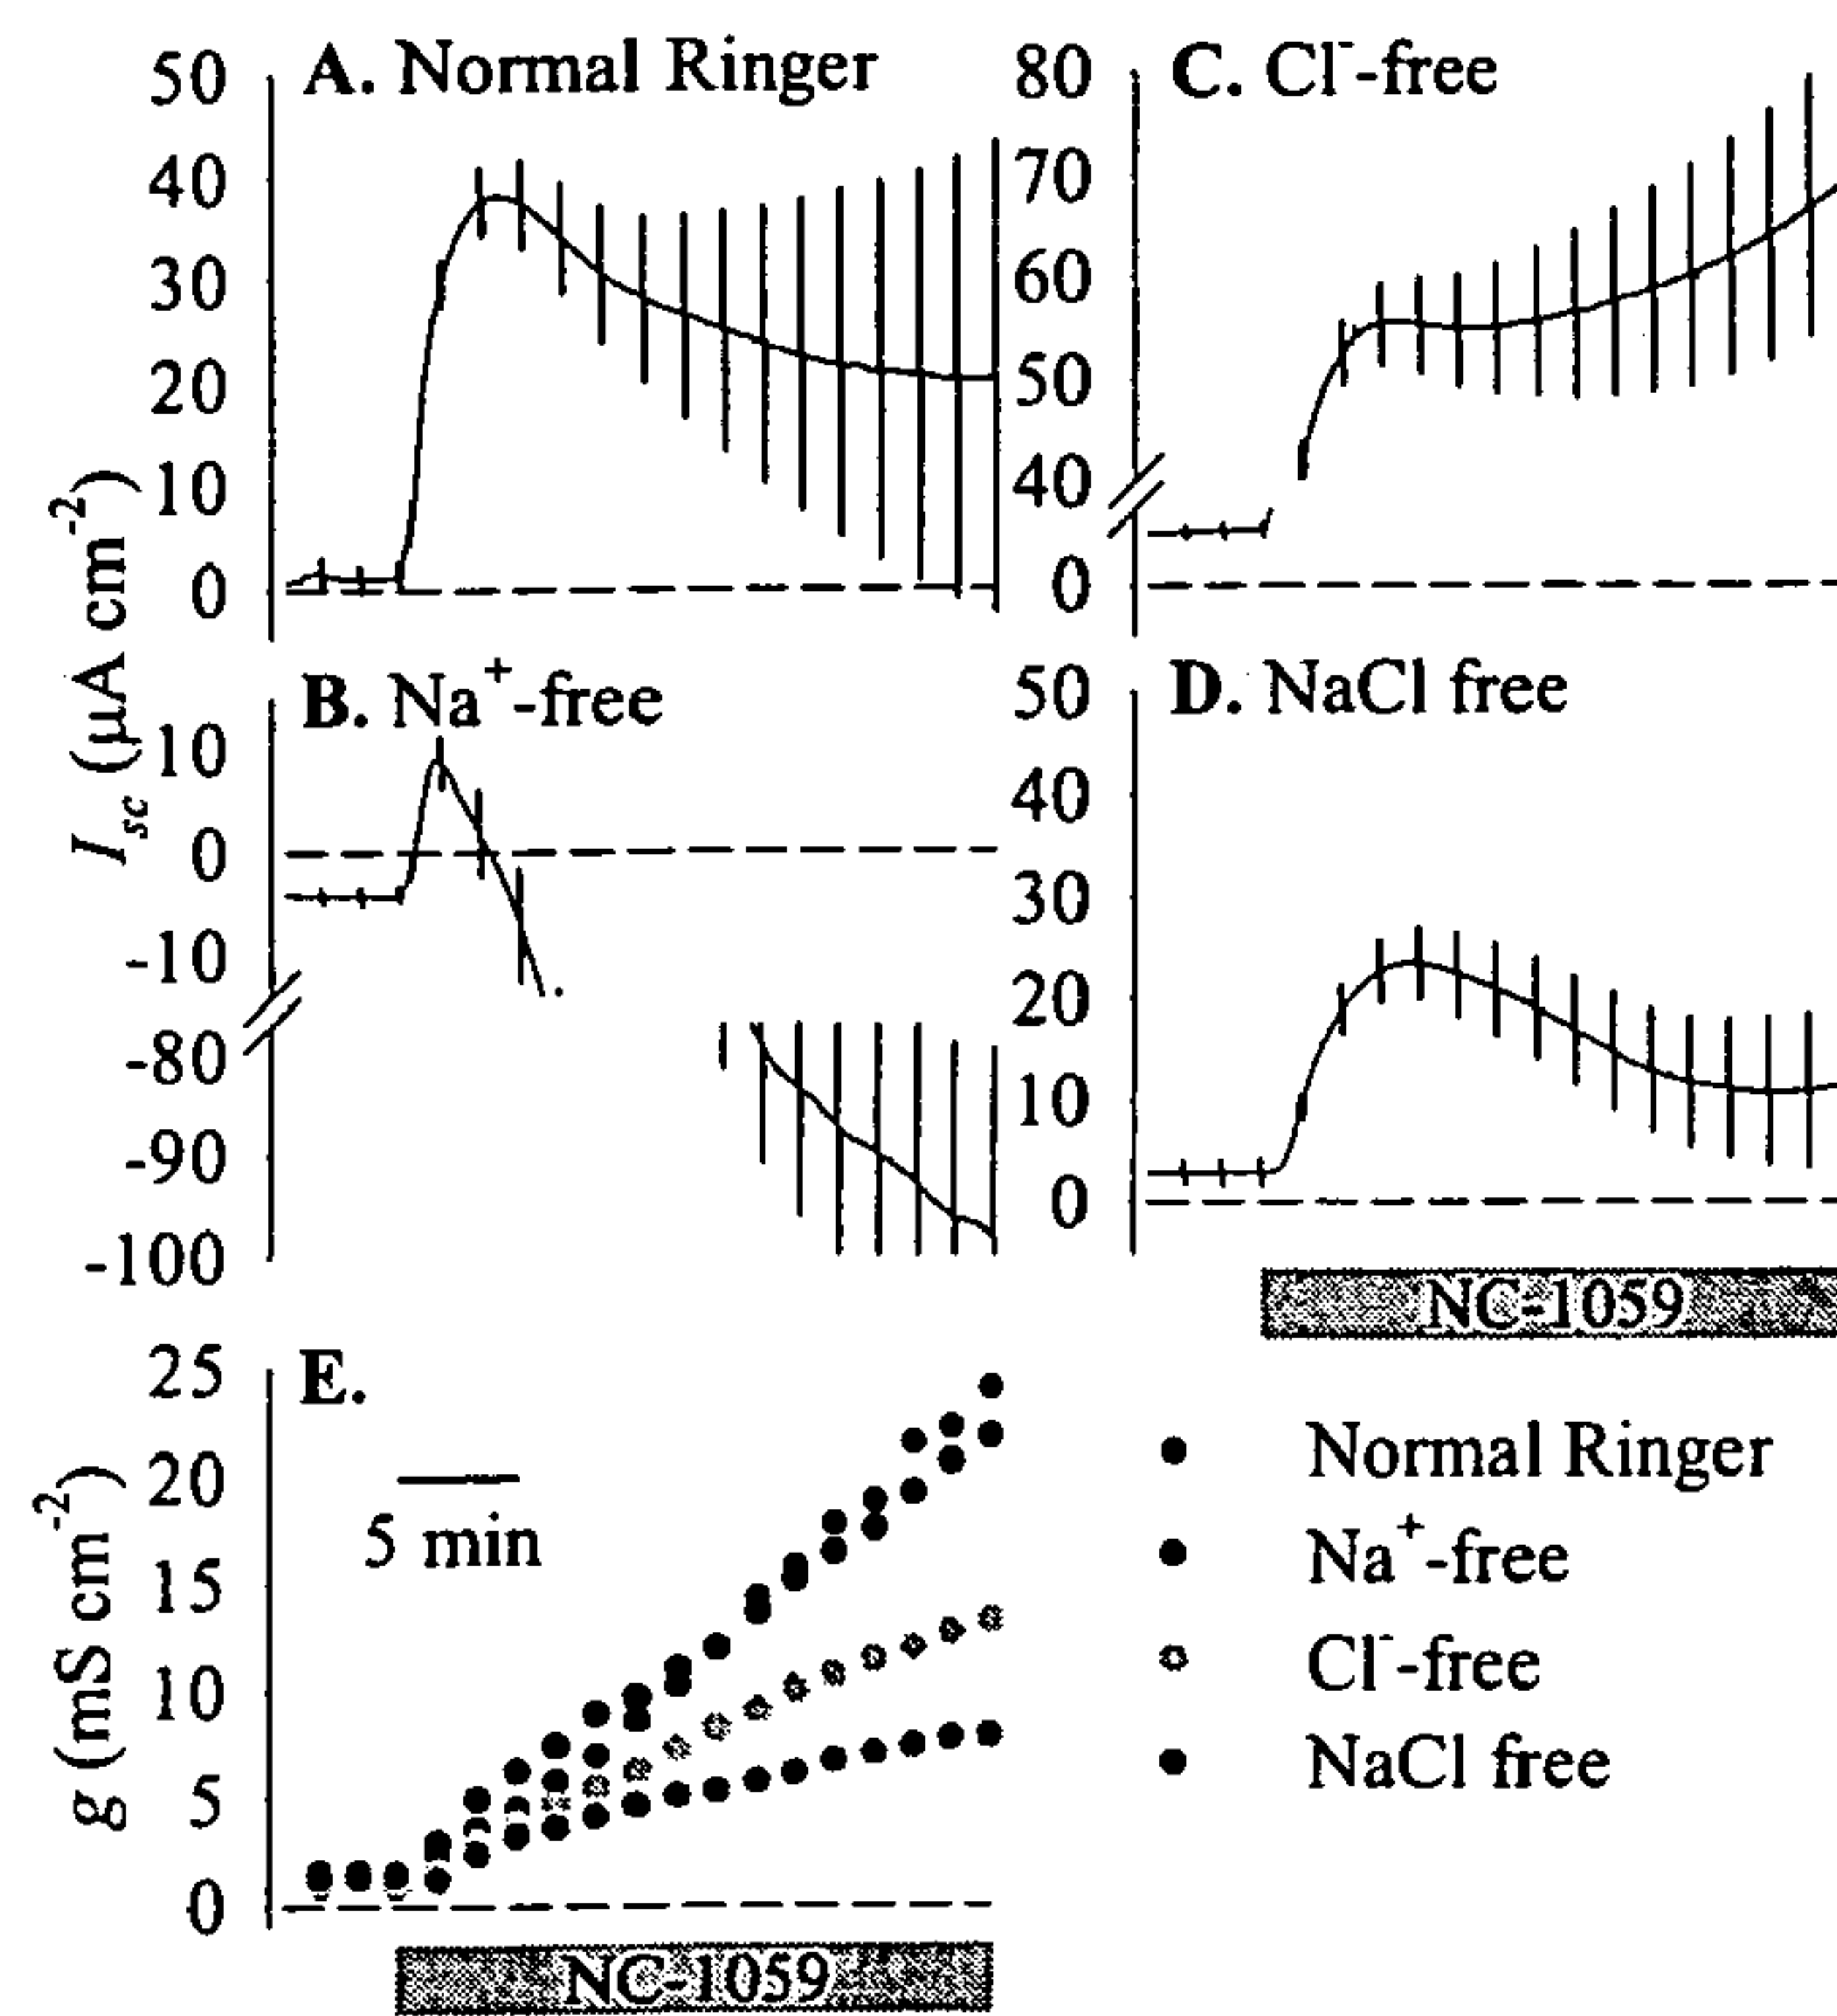 A. Normal Ringer
50
40
30
20
10
0
C. Cl⁻-free
80
70
60
50
40
0
I_sc (µA cm⁻²)
B. Na⁺-free
10
0
-10
-80
-90
-100
D. NaCl free
50
40
30
20
10
0
NC-1059
E.
25
20
15
10
5
0
g (mS cm⁻²)
5 min
Normal Ringer
Na⁺-free
Cl⁻-free
NaCl free
NC-1059